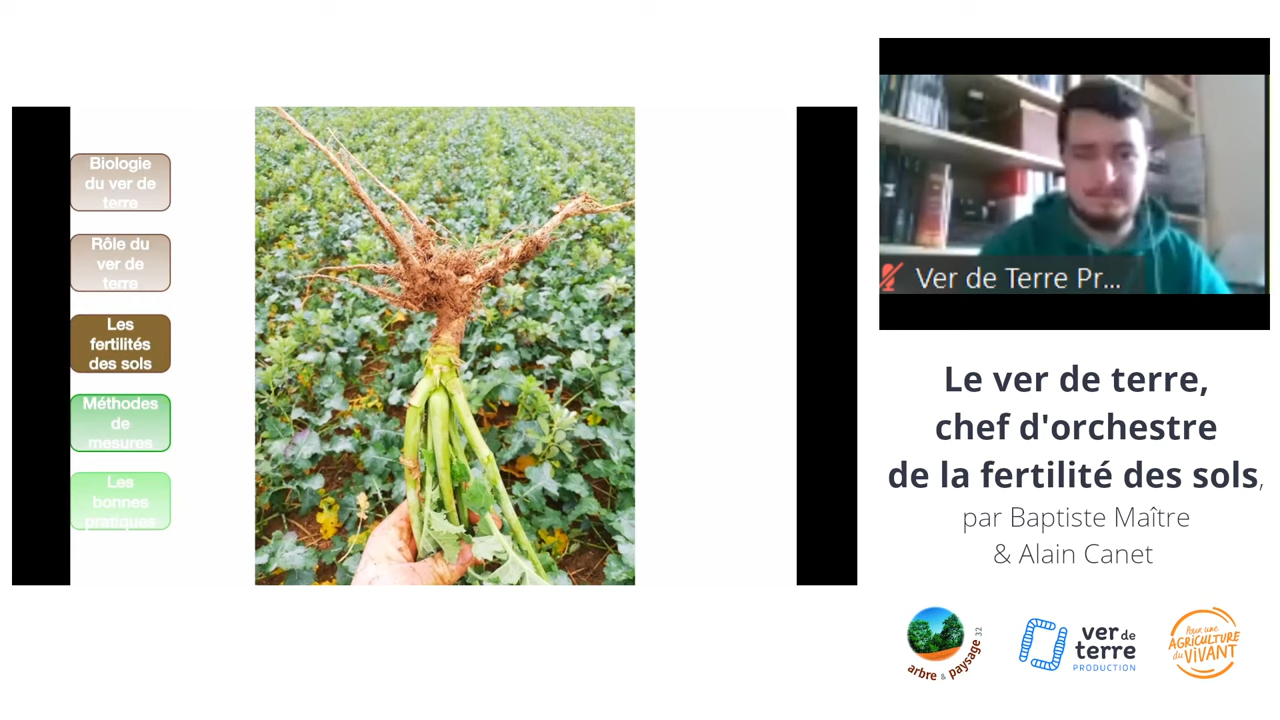 Biologie
du ver de
terre
Rôle du
ver de
terre
Les
fertilités
des sols
Méthodes
de
mesures
Les
bonnes
pratiques
Ver de Terre Pr...
Le ver de terre,
chef d'orchestre
de la fertilité des sols,
par Baptiste Maître
& Alain Canet
arbre & paysage 32
ver de
terre
PRODUCTION
Pour une
AGRICULTURE
du VIVANT